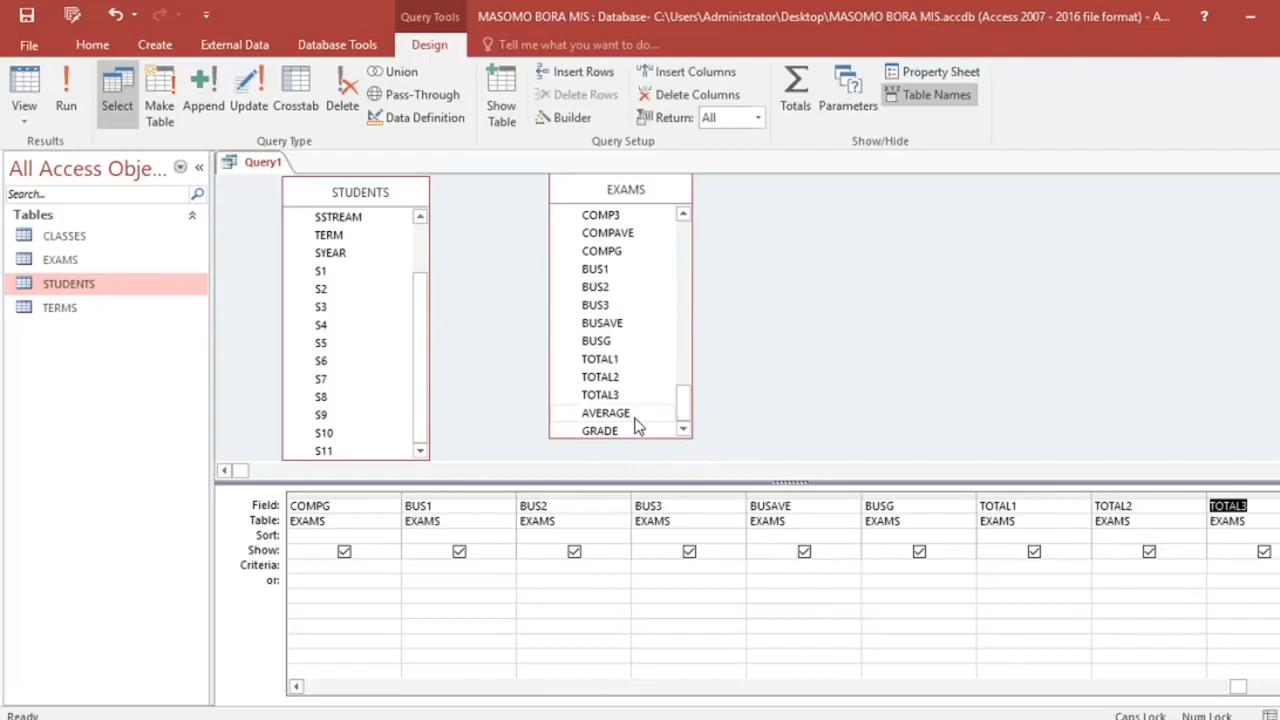 Query Tools
MASOMO BORA MIS : Database- C:\Users\Administrator\Desktop\MASOMO BORA MIS.accdb (Access 2007 - 2016 file format) - A...
?
File
Home
Create
External Data
Database Tools
Design
Tell me what you want to do...
View
Run
Select
Make
Table
Append
Update
Crosstab
Delete
Union
Pass-Through
Data Definition
Show
Table
Insert Rows
Delete Rows
Builder
Insert Columns
Delete Columns
Return: All
Totals
Parameters
Property Sheet
Table Names
Results
Query Type
Query Setup
Show/Hide
All Access Obje...
Search...
Tables
CLASSES
EXAMS
STUDENTS
TERMS
Query1
STUDENTS
SSTREAM
TERM
SYEAR
S1
S2
S3
S4
S5
S6
S7
S8
S9
S10
S11
EXAMS
COMP3
COMPAVE
COMPG
BUS1
BUS2
BUS3
BUSAVE
BUSG
TOTAL1
TOTAL2
TOTAL3
AVERAGE
GRADE
Field: COMPG BUS1 BUS2 BUS3 BUSAVE BUSG TOTAL1 TOTAL2 TOTAL3
Table: EXAMS EXAMS EXAMS EXAMS EXAMS EXAMS EXAMS EXAMS EXAMS
Sort:
Show:
Criteria:
or:
Ready
Caps Lock Num Lock